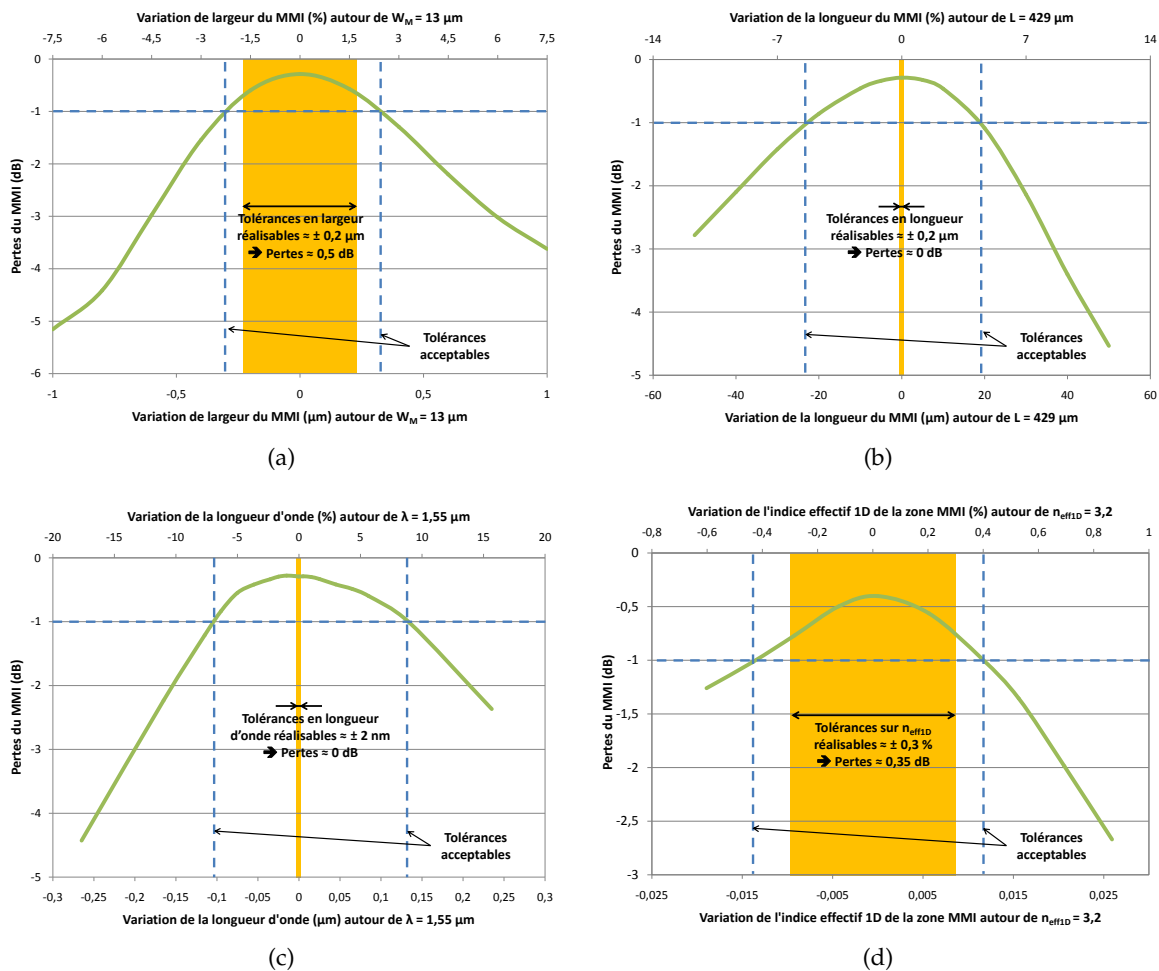 Variation de largeur du MMI (%) autour de W_M = 13 µm
-7,5 -6 -4,5 -3 -1,5 0 1,5 3 4,5 6 7,5
0
-1
-2
-3
-4
-5
-6
Pertes du MMI (dB)
Tolérances en largeur
réalisables ≈ ± 0,2 µm
➔ Pertes ≈ 0,5 dB
Tolérances
acceptables
-1 -0,5 0 0,5 1
Variation de largeur du MMI (µm) autour de W_M = 13 µm
(a)
Variation de la longueur du MMI (%) autour de L = 429 µm
-14 -7 0 7 14
0
-1
-2
-3
-4
-5
Pertes du MMI (dB)
Tolérances en longueur
réalisables ≈ ± 0,2 µm
➔ Pertes ≈ 0 dB
Tolérances
acceptables
-60 -40 -20 0 20 40 60
Variation de la longueur du MMI (µm) autour de L = 429 µm
(b)
Variation de la longueur d'onde (%) autour de λ = 1,55 µm
-20 -15 -10 -5 0 5 10 15 20
0
-1
-2
-3
-4
-5
Pertes du MMI (dB)
Tolérances en longueur
d'onde réalisables ≈ ± 2 nm
➔ Pertes ≈ 0 dB
Tolérances
acceptables
-0,3 -0,25 -0,2 -0,15 -0,1 -0,05 0 0,05 0,1 0,15 0,2 0,25 0,3
Variation de la longueur d'onde (µm) autour de λ = 1,55 µm
(c)
Variation de l'indice effectif 1D de la zone MMI (%) autour de n_eff1D = 3,2
-0,8 -0,6 -0,4 -0,2 0 0,2 0,4 0,6 0,8 1
0
-0,5
-1
-1,5
-2
-2,5
-3
Pertes du MMI (dB)
Tolérances sur n_eff1D
réalisables ≈ ± 0,3 %
➔ Pertes ≈ 0,35 dB
Tolérances
acceptables
-0,025 -0,015 -0,005 0,005 0,015 0,025
Variation de l'indice effectif 1D de la zone MMI autour de n_eff1D = 3,2
(d)